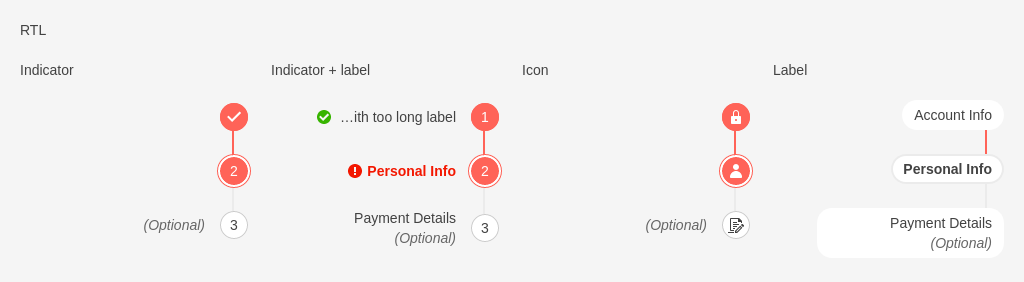 RTL
Indicator
Indicator + label
Icon
Label
2
(Optional) 3
...ith too long label 1
Personal Info 2
Payment Details
(Optional) 3
(Optional)
Account Info
Personal Info
Payment Details
(Optional)